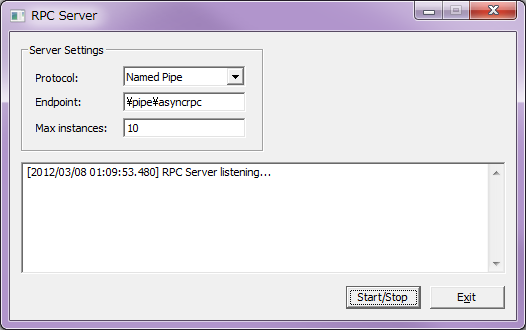 RPC Server
Server Settings
Protocol: Named Pipe
Endpoint: ¥pipe¥asyncrpc
Max instances: 10
[2012/03/08 01:09:53.480] RPC Server listening...
Start/Stop Exit